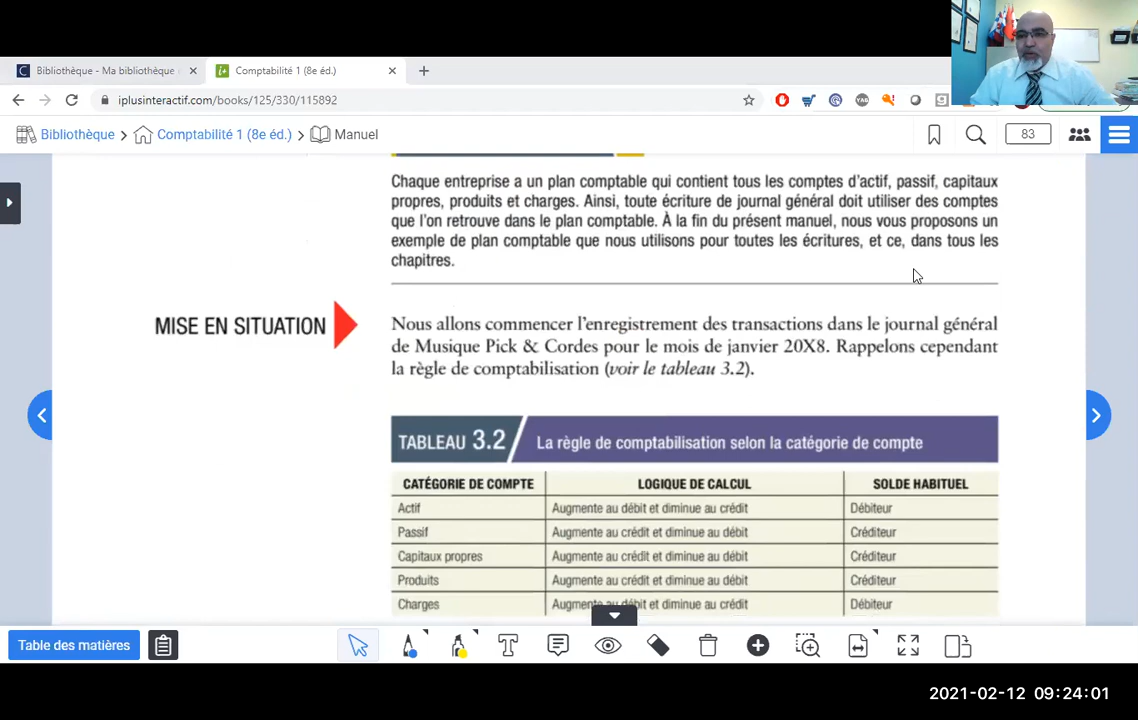 Bibliothèque - Ma bibliothèque
Comptabilité 1 (8e éd.)
iplusinteractif.com/books/125/330/115892
Bibliothèque
Comptabilité 1 (8e éd.)
Manuel
83
Chaque entreprise a un plan comptable qui contient tous les comptes d'actif, passif, capitaux
propres, produits et charges. Ainsi, toute écriture de journal général doit utiliser des comptes
que l'on retrouve dans le plan comptable. À la fin du présent manuel, nous vous proposons un
exemple de plan comptable que nous utilisons pour toutes les écritures, et ce, dans tous les
chapitres.
MISE EN SITUATION
Nous allons commencer l'enregistrement des transactions dans le journal général
de Musique Pick & Cordes pour le mois de janvier 20X8. Rappelons cependant
la règle de comptabilisation (voir le tableau 3.2).
TABLEAU 3.2 La règle de comptabilisation selon la catégorie de compte
CATÉGORIE DE COMPTE LOGIQUE DE CALCUL SOLDE HABITUEL
Actif Augmente au débit et diminue au crédit Débiteur
Passif Augmente au crédit et diminue au débit Créditeur
Capitaux propres Augmente au crédit et diminue au débit Créditeur
Produits Augmente au crédit et diminue au débit Créditeur
Charges Augmente au débit et diminue au crédit Débiteur
Table des matières
2021-02-12 09:24:01